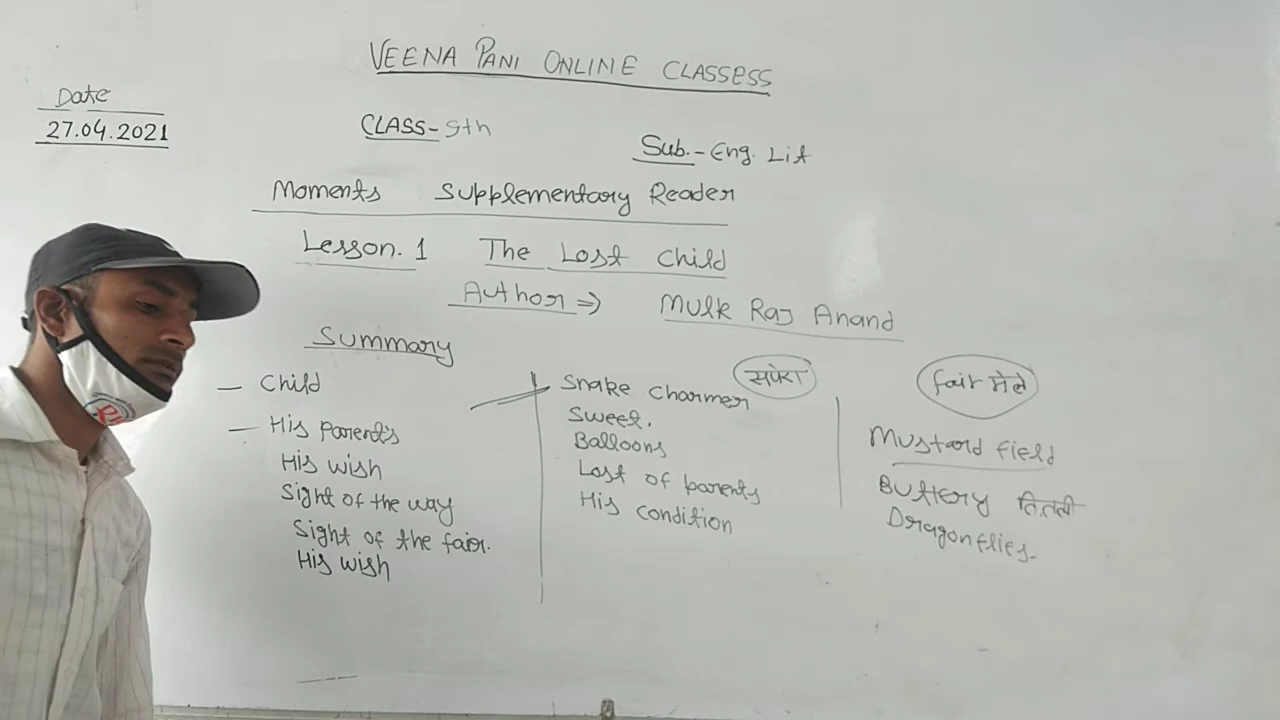 VEENA PANI ONLINE CLASSESS
Date
27.04.2021
CLASS-9th
Sub.-Eng. Lit
Moments Supplementary Reader
Lesson. 1 The Lost Child
Author ⇒ Mulk Raj Anand
Summary
- Child
- His Parent's
His wish
Sight of the way
Sight of the fair.
His wish
Snake charmer सपेरा
Sweet.
Balloons
Lost of parents
His condition
fair मेले
Mustard field
Buttery तितली
Dragonflies.